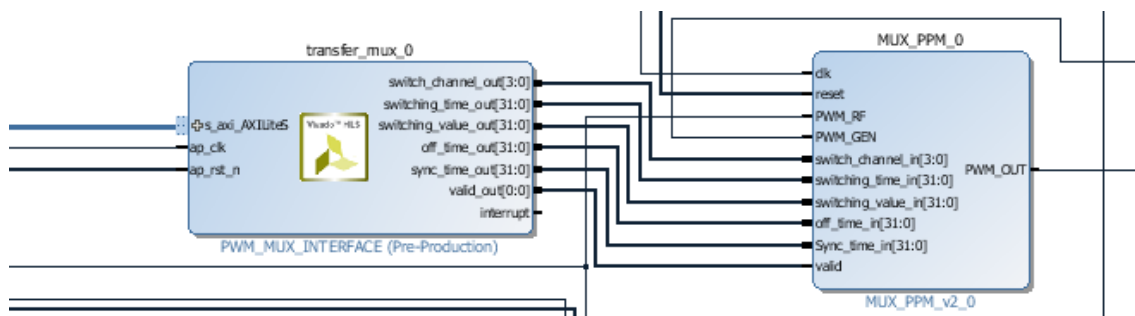 transfer_mux_0
switch_channel_out[3:0]
switching_time_out[31:0]
s_axi_AXILiteS
Vivado™ HLS
switching_value_out[31:0]
ap_clk
off_time_out[31:0]
ap_rst_n
sync_time_out[31:0]
valid_out[0:0]
interrupt
PWM_MUX_INTERFACE (Pre-Production)
MUX_PPM_0
clk
reset
PWM_RF
PWM_GEN
switch_channel_in[3:0]
PWM_OUT
switching_time_in[31:0]
switching_value_in[31:0]
off_time_in[31:0]
Sync_time_in[31:0]
valid
MUX_PPM_v2_0